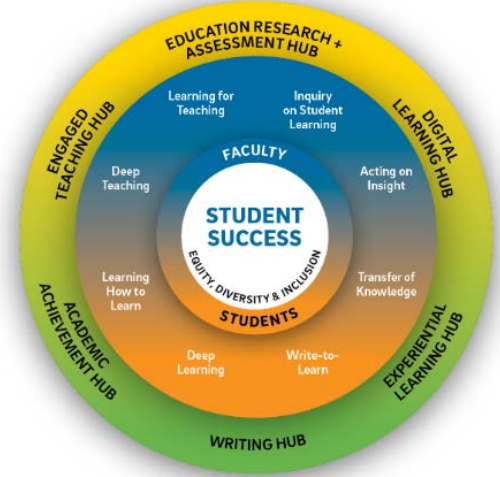 EDUCATION RESEARCH +
ASSESSMENT HUB
ENGAGED
TEACHING HUB
DIGITAL
LEARNING HUB
Learning for
Teaching
Inquiry
on Student
Learning
Deep
Teaching
FACULTY
Acting on
Insight
STUDENT
SUCCESS
EQUITY, DIVERSITY & INCLUSION
STUDENTS
Learning
How to
Learn
Transfer of
Knowledge
Deep
Learning
Write-to-
Learn
ACADEMIC
ACHIEVEMENT HUB
EXPERIENTIAL
LEARNING HUB
WRITING HUB